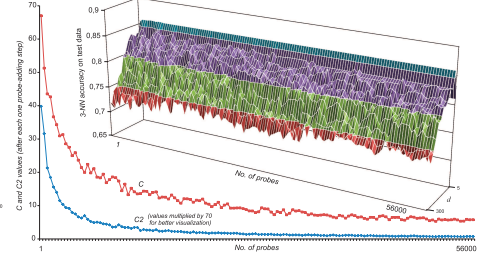 C and C2 values (after each one probe-adding step)
70
60
50
40
30
20
10
0
1
No. of probes
56000
C
C2 (values multiplied by 70
for better visualization)
3-NN accuracy on test data
0,9
0,85
0,8
0,75
0,7
0,65
1
No. of probes
56000
300
d
5